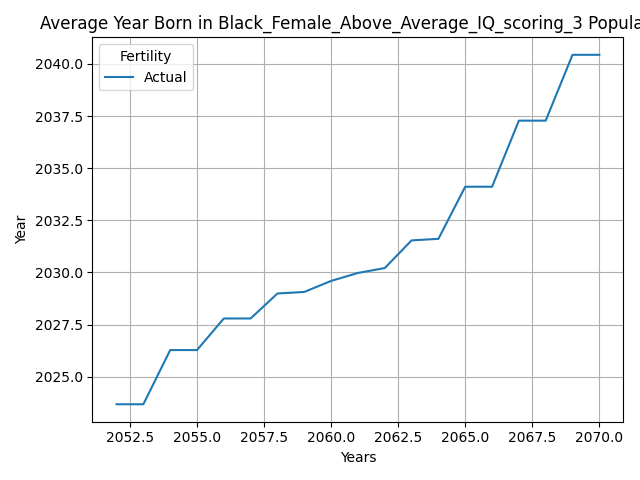 Average Year Born in Black_Female_Above_Average_IQ_scoring_3 Popula
Fertility
Actual
2040.0
2037.5
2035.0
2032.5
2030.0
2027.5
2025.0
Year
2052.5 2055.0 2057.5 2060.0 2062.5 2065.0 2067.5 2070.0
Years